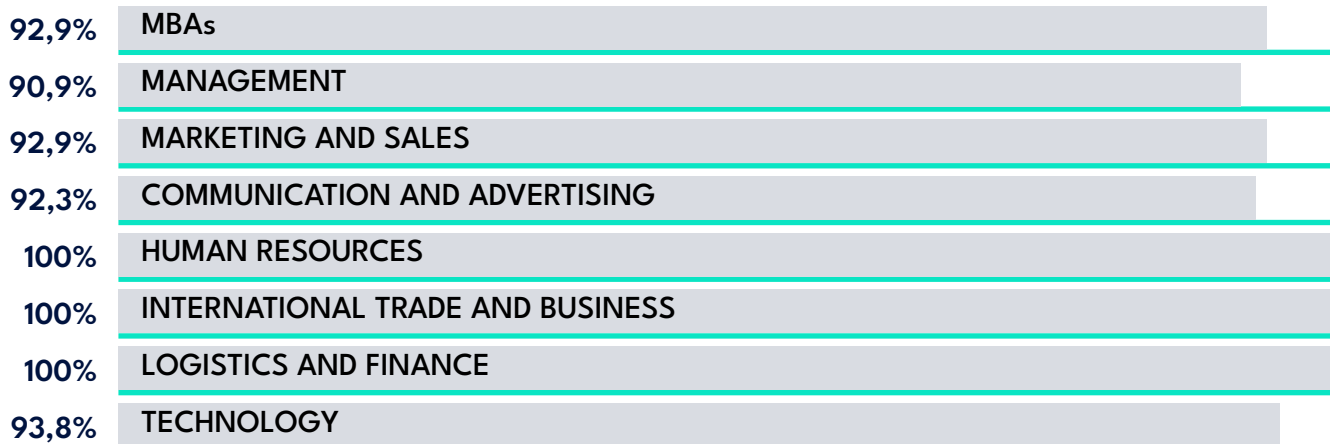 92,9% MBAs
90,9% MANAGEMENT
92,9% MARKETING AND SALES
92,3% COMMUNICATION AND ADVERTISING
100% HUMAN RESOURCES
100% INTERNATIONAL TRADE AND BUSINESS
100% LOGISTICS AND FINANCE
93,8% TECHNOLOGY